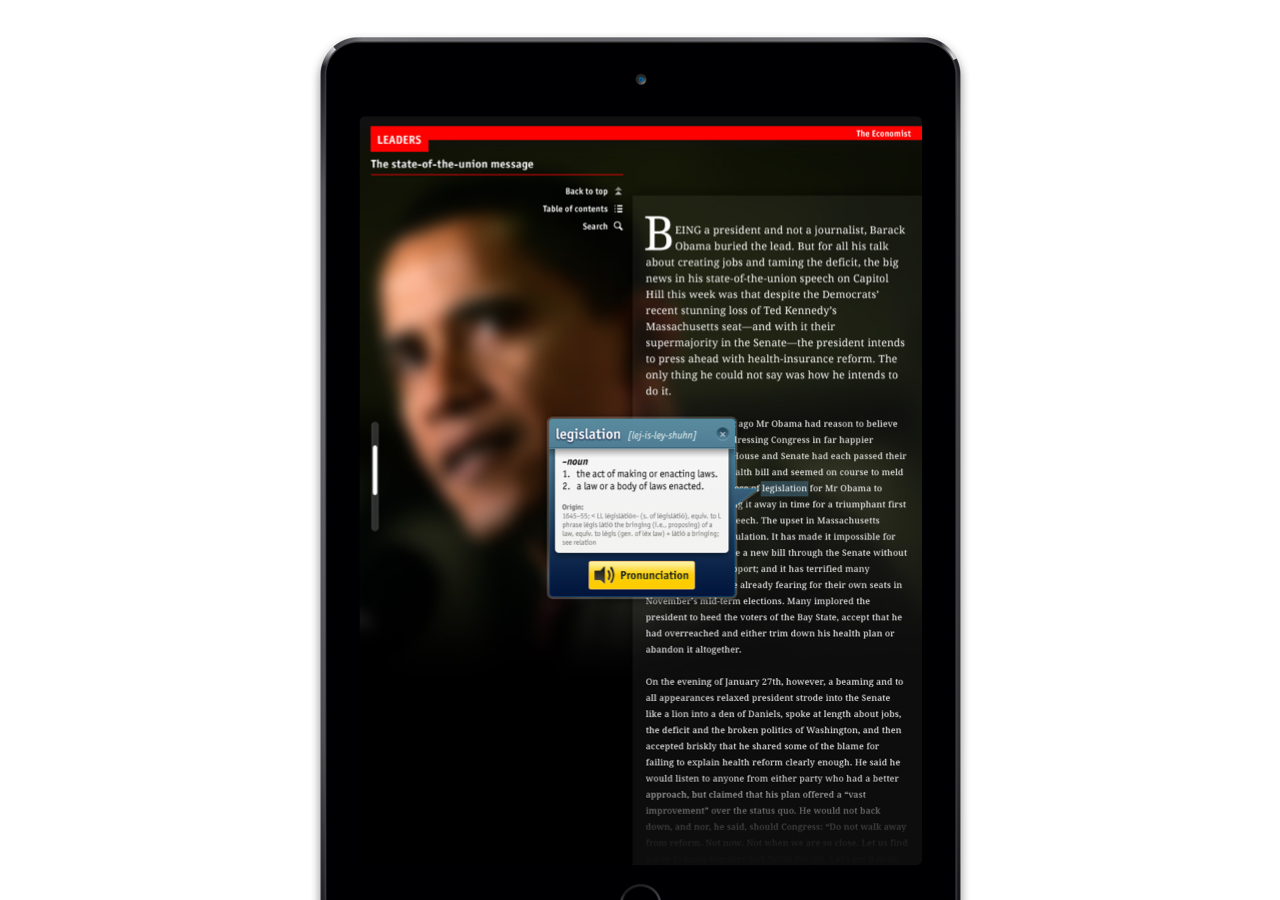 LEADERS
The Economist
The state-of-the-union message
Back to top
Table of contents
Search
BEING a president and not a journalist, Barack
Obama buried the lead. But for all his talk
about creating jobs and taming the deficit, the big
news in his state-of-the-union speech on Capitol
Hill this week was that despite the Democrats'
recent stunning loss of Ted Kennedy's
Massachusetts seat—and with it their
supermajority in the Senate—the president intends
to press ahead with health-insurance reform. The
only thing he could not say was how he intends to
do it.
legislation [lej-is-ley-shuhn]
–noun
1. the act of making or enacting laws.
2. a law or a body of laws enacted.
Origin:
1645–55; < LL lēgislātiōn- (s. of lēgislātiō), equiv. to L
phrase lēgis lātiō the bringing (i.e., proposing) of a
law, equiv. to lēgis (gen. of lēx law) + lātiō a bringing;
see relation
Pronunciation
ago Mr Obama had reason to believe
ressing Congress in far happier
House and Senate had each passed their
alth bill and seemed on course to meld
of legislation for Mr Obama to
g it away in time for a triumphant first
eech. The upset in Massachusetts
ulation. It has made it impossible for
e a new bill through the Senate without
port; and it has terrified many
already fearing for their own seats in
November's mid-term elections. Many implored the
president to heed the voters of the Bay State, accept that he
had overreached and either trim down his health plan or
abandon it altogether.
On the evening of January 27th, however, a beaming and to
all appearances relaxed president strode into the Senate
like a lion into a den of Daniels, spoke at length about jobs,
the deficit and the broken politics of Washington, and then
accepted briskly that he shared some of the blame for
failing to explain health reform clearly enough. He said he
would listen to anyone from either party who had a better
approach, but claimed that his plan offered a “vast
improvement” over the status quo. He would not back
down, and nor, he said, should Congress: “Do not walk away
from reform. Not now. Not when we are so close. Let us find